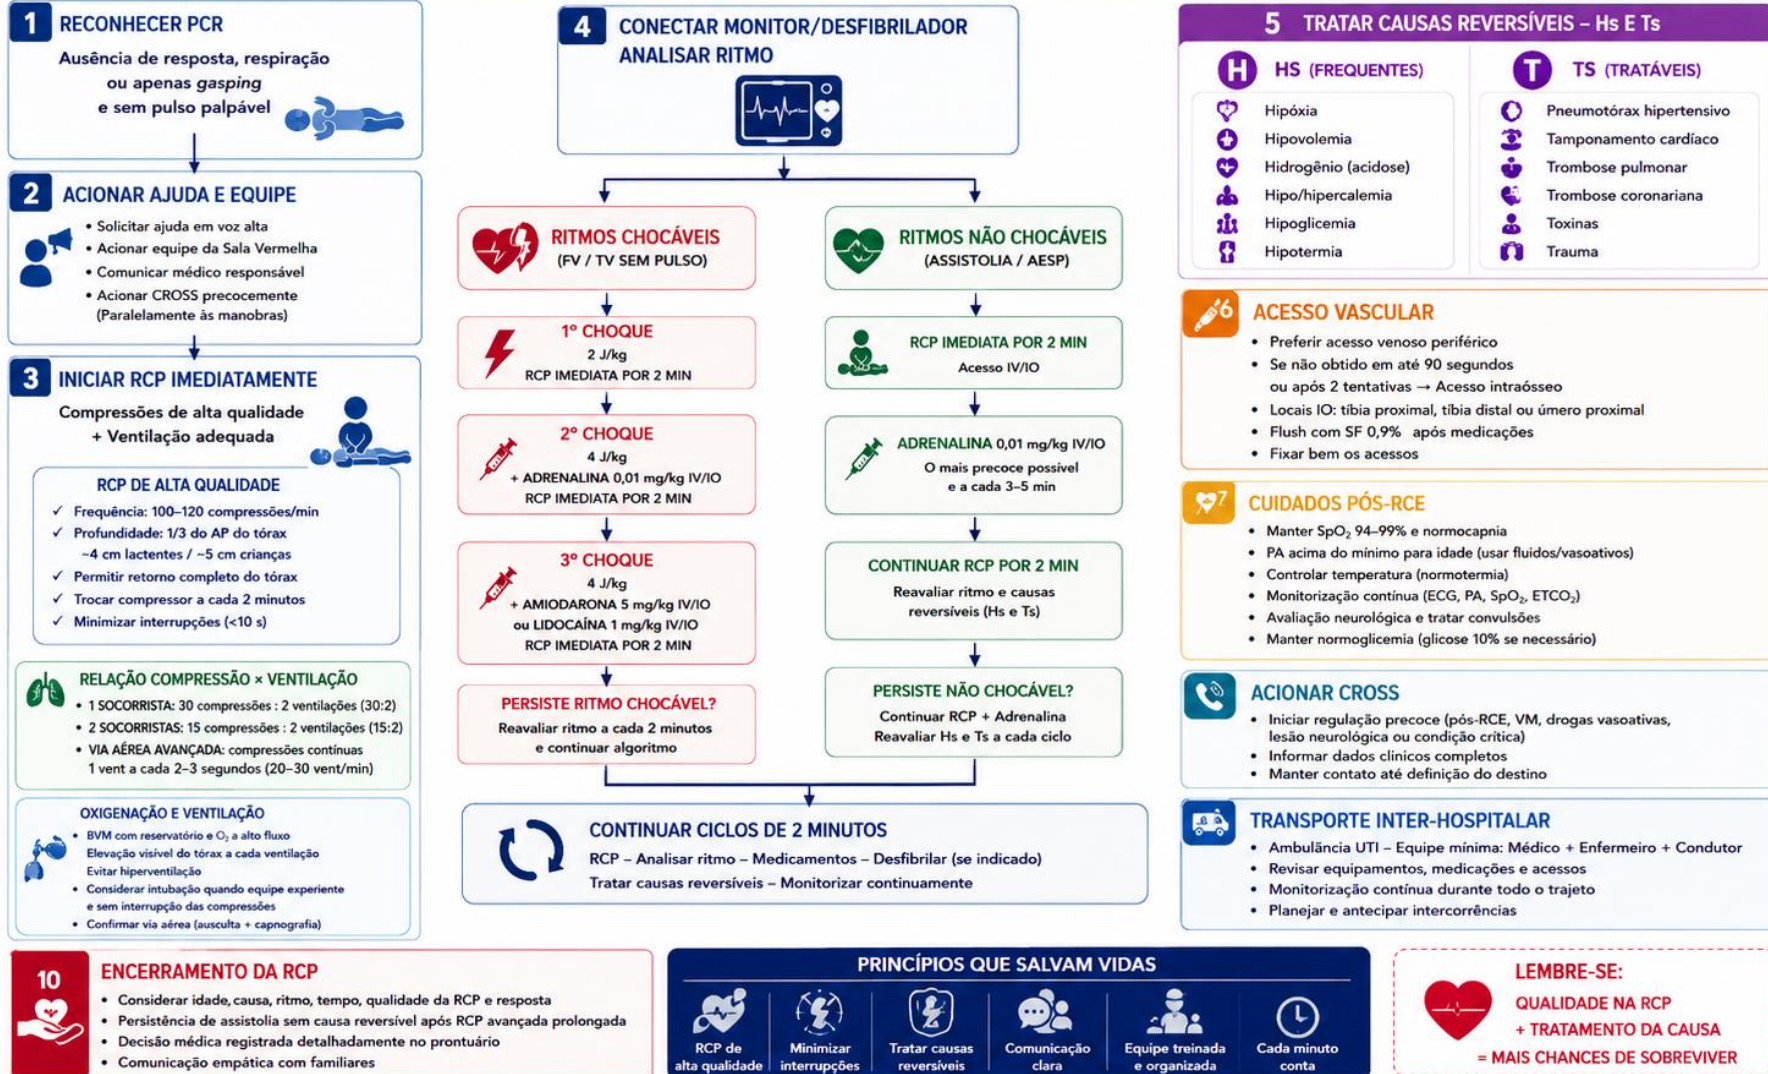 1 RECONHECER PCR
Ausência de resposta, respiração
ou apenas gasping
e sem pulso palpável
2 ACIONAR AJUDA E EQUIPE
• Solicitar ajuda em voz alta
• Acionar equipe da Sala Vermelha
• Comunicar médico responsável
• Acionar CROSS precocemente
(Paralelamente às manobras)
3 INICIAR RCP IMEDIATAMENTE
Compressões de alta qualidade
+ Ventilação adequada
RCP DE ALTA QUALIDADE
✓ Frequência: 100–120 compressões/min
✓ Profundidade: 1/3 do AP do tórax
~4 cm lactentes / ~5 cm crianças
✓ Permitir retorno completo do tórax
✓ Trocar compressor a cada 2 minutos
✓ Minimizar interrupções (<10 s)
RELAÇÃO COMPRESSÃO × VENTILAÇÃO
• 1 SOCORRISTA: 30 compressões : 2 ventilações (30:2)
• 2 SOCORRISTAS: 15 compressões : 2 ventilações (15:2)
• VIA AÉREA AVANÇADA: compressões contínuas
1 vent a cada 2–3 segundos (20–30 vent/min)
OXIGENAÇÃO E VENTILAÇÃO
• BVM com reservatório e O₂ a alto fluxo
Elevação visível do tórax a cada ventilação
Evitar hiperventilação
• Considerar intubação quando equipe experiente
e sem interrupção das compressões
• Confirmar via aérea (ausculta + capnografia)
4 CONECTAR MONITOR/DESFIBRILADOR
ANALISAR RITMO
RITMOS CHOCÁVEIS
(FV / TV SEM PULSO)
1º CHOQUE
2 J/kg
RCP IMEDIATA POR 2 MIN
2º CHOQUE
4 J/kg
+ ADRENALINA 0,01 mg/kg IV/IO
RCP IMEDIATA POR 2 MIN
3º CHOQUE
4 J/kg
+ AMIODARONA 5 mg/kg IV/IO
ou LIDOCAÍNA 1 mg/kg IV/IO
RCP IMEDIATA POR 2 MIN
PERSISTE RITMO CHOCÁVEL?
Reavaliar ritmo a cada 2 minutos
e continuar algoritmo
RITMOS NÃO CHOCÁVEIS
(ASSISTOLIA / AESP)
RCP IMEDIATA POR 2 MIN
Acesso IV/IO
ADRENALINA 0,01 mg/kg IV/IO
O mais precoce possível
e a cada 3–5 min
CONTINUAR RCP POR 2 MIN
Reavaliar ritmo e causas
reversíveis (Hs e Ts)
PERSISTE NÃO CHOCÁVEL?
Continuar RCP + Adrenalina
Reavaliar Hs e Ts a cada ciclo
CONTINUAR CICLOS DE 2 MINUTOS
RCP – Analisar ritmo – Medicamentos – Desfibrilar (se indicado)
Tratar causas reversíveis – Monitorizar continuamente
5 TRATAR CAUSAS REVERSÍVEIS – Hs E Ts
H HS (FREQUENTES)
Hipóxia
Hipovolemia
Hidrogênio (acidose)
Hipo/hipercalemia
Hipoglicemia
Hipotermia
T TS (TRATÁVEIS)
Pneumotórax hipertensivo
Tamponamento cardíaco
Trombose pulmonar
Trombose coronariana
Toxinas
Trauma
6 ACESSO VASCULAR
• Preferir acesso venoso periférico
• Se não obtido em até 90 segundos
ou após 2 tentativas → Acesso intraósseo
• Locais IO: tíbia proximal, tíbia distal ou úmero proximal
• Flush com SF 0,9% após medicações
• Fixar bem os acessos
7 CUIDADOS PÓS-RCE
• Manter SpO₂ 94–99% e normocapnia
• PA acima do mínimo para idade (usar fluidos/vasoativos)
• Controlar temperatura (normotermia)
• Monitorização contínua (ECG, PA, SpO₂, ETCO₂)
• Avaliação neurológica e tratar convulsões
• Manter normoglicemia (glicose 10% se necessário)
ACIONAR CROSS
• Iniciar regulação precoce (pós-RCE, VM, drogas vasoativas,
lesão neurológica ou condição crítica)
• Informar dados clínicos completos
• Manter contato até definição do destino
TRANSPORTE INTER-HOSPITALAR
• Ambulância UTI – Equipe mínima: Médico + Enfermeiro + Condutor
• Revisar equipamentos, medicações e acessos
• Monitorização contínua durante todo o trajeto
• Planejar e antecipar intercorrências
10 ENCERRAMENTO DA RCP
• Considerar idade, causa, ritmo, tempo, qualidade da RCP e resposta
• Persistência de assistolia sem causa reversível após RCP avançada prolongada
• Decisão médica registrada detalhadamente no prontuário
• Comunicação empática com familiares
PRINCÍPIOS QUE SALVAM VIDAS
RCP de
alta qualidade
Minimizar
interrupções
Tratar causas
reversíveis
Comunicação
clara
Equipe treinada
e organizada
Cada minuto
conta
LEMBRE-SE:
QUALIDADE NA RCP
+ TRATAMENTO DA CAUSA
= MAIS CHANCES DE SOBREVIVER